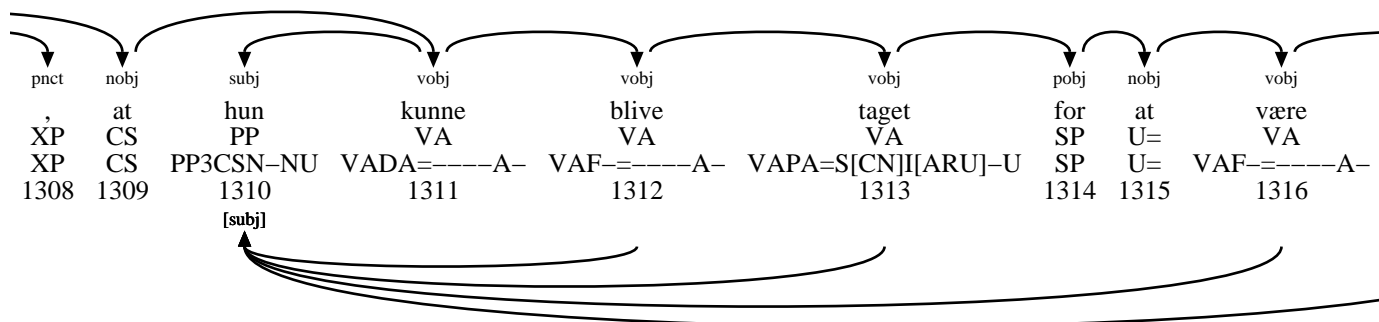 pnct nobj subj vobj vobj vobj pobj nobj vobj
, at hun kunne blive taget for at være
XP CS PP VA VA VA SP U= VA
XP CS PP3CSN–NU VADA=––––A– VAF–=––––A– VAPA=S[CN]I[ARU]–U SP U= VAF–=––––A–
1308 1309 1310 1311 1312 1313 1314 1315 1316
[subj]